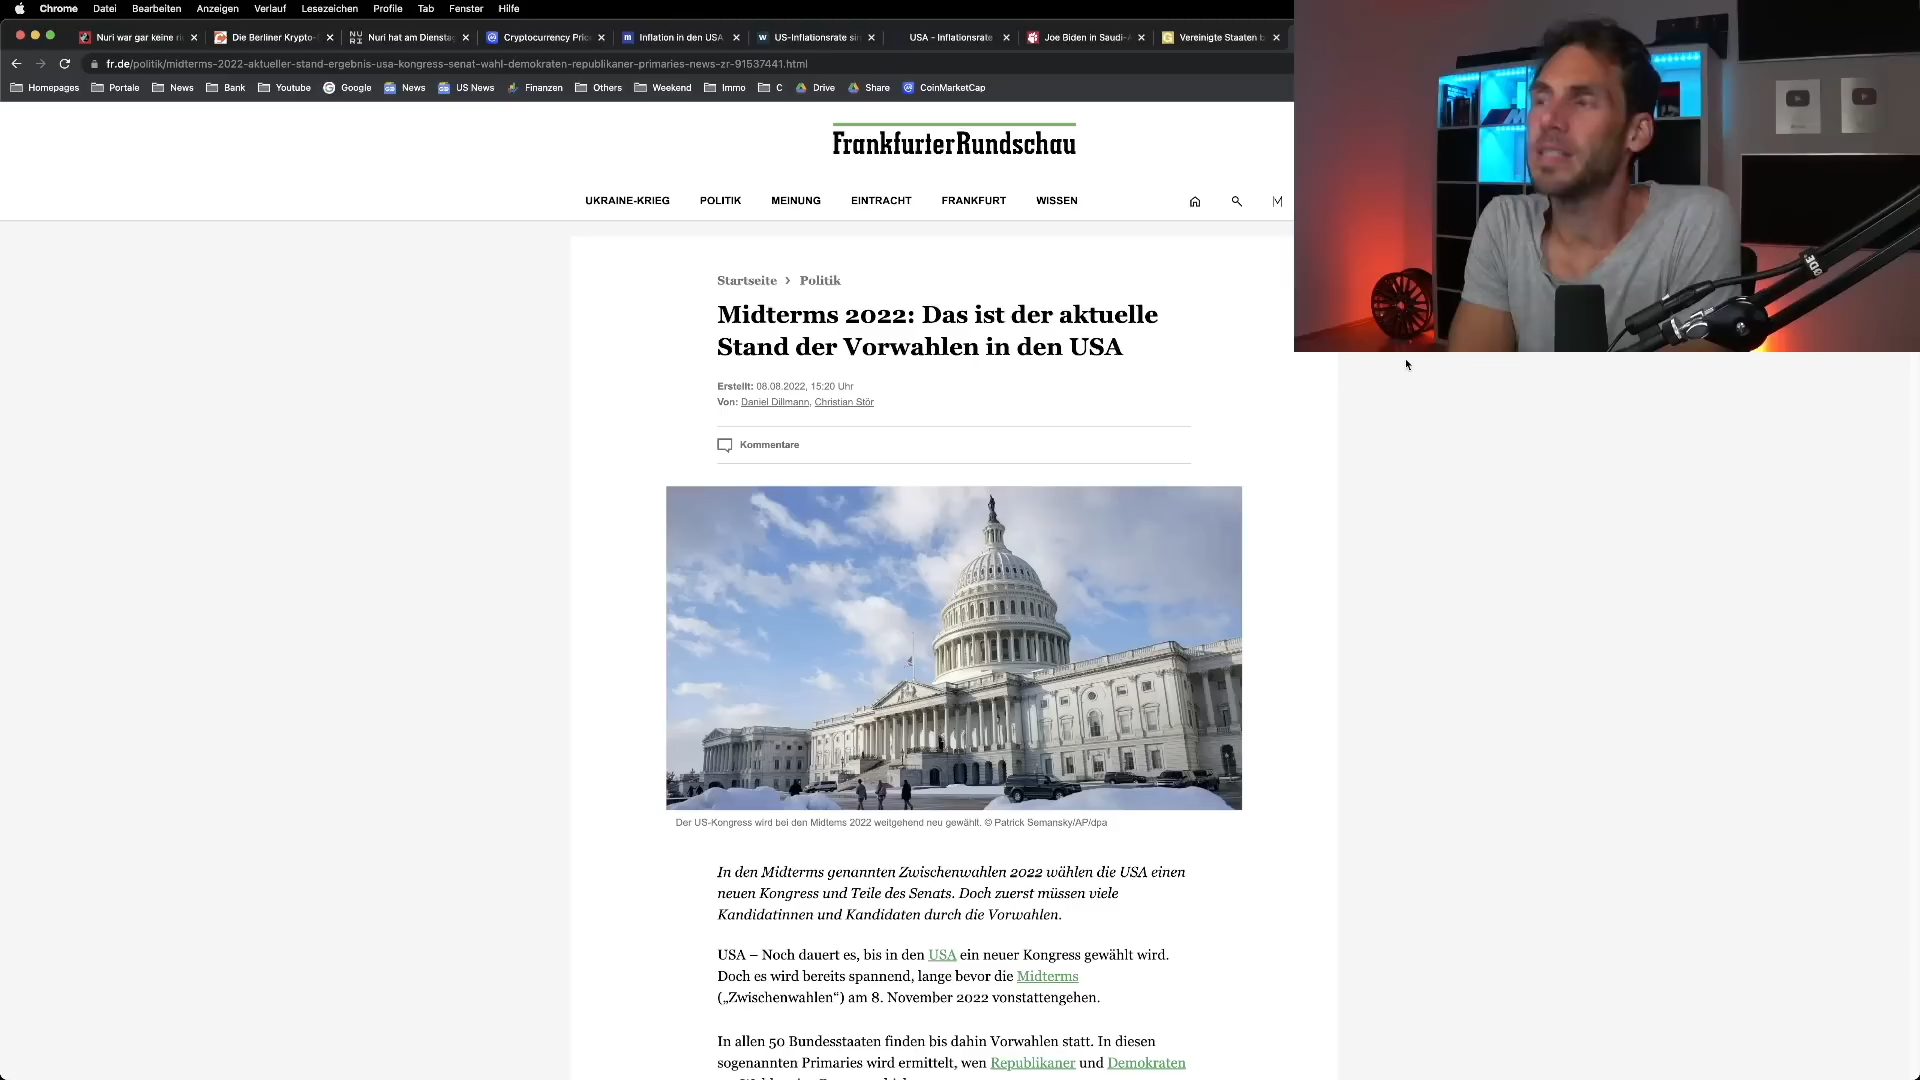 Chrome Datei Bearbeiten Anzeigen Verlauf Lesezeichen Profile Tab Fenster Hilfe
Nuri war gar keine Die Berliner Krypto- Nuri hat am Dienstag Cryptocurrency Pric Inflation in den USA US-Inflationsrate USA - Inflationsrate Joe Biden in Saudi- Vereinigte Staaten
fr.de/politik/midterms-2022-aktueller-stand-ergebnis-usa-kongress-senat-wahl-demokraten-republikaner-primaries-news-zr-91537441.html
Homepages Portale News Bank Youtube Google News US News Finanzen Others Weekend Immo C Drive Share CoinMarketCap
FrankfurterRundschau
UKRAINE-KRIEG POLITIK MEINUNG EINTRACHT FRANKFURT WISSEN
Startseite > Politik
Midterms 2022: Das ist der aktuelle
Stand der Vorwahlen in den USA
Erstellt: 08.08.2022, 15:20 Uhr
Von: Daniel Dillmann, Christian Stör
Kommentare
Der US-Kongress wird bei den Midtems 2022 weitgehend neu gewählt. © Patrick Semansky/AP/dpa
In den Midterms genannten Zwischenwahlen 2022 wählen die USA einen
neuen Kongress und Teile des Senats. Doch zuerst müssen viele
Kandidatinnen und Kandidaten durch die Vorwahlen.
USA – Noch dauert es, bis in den USA ein neuer Kongress gewählt wird.
Doch es wird bereits spannend, lange bevor die Midterms
(„Zwischenwahlen“) am 8. November 2022 vonstattengehen.
In allen 50 Bundesstaaten finden bis dahin Vorwahlen statt. In diesen
sogenannten Primaries wird ermittelt, wen Republikaner und Demokraten